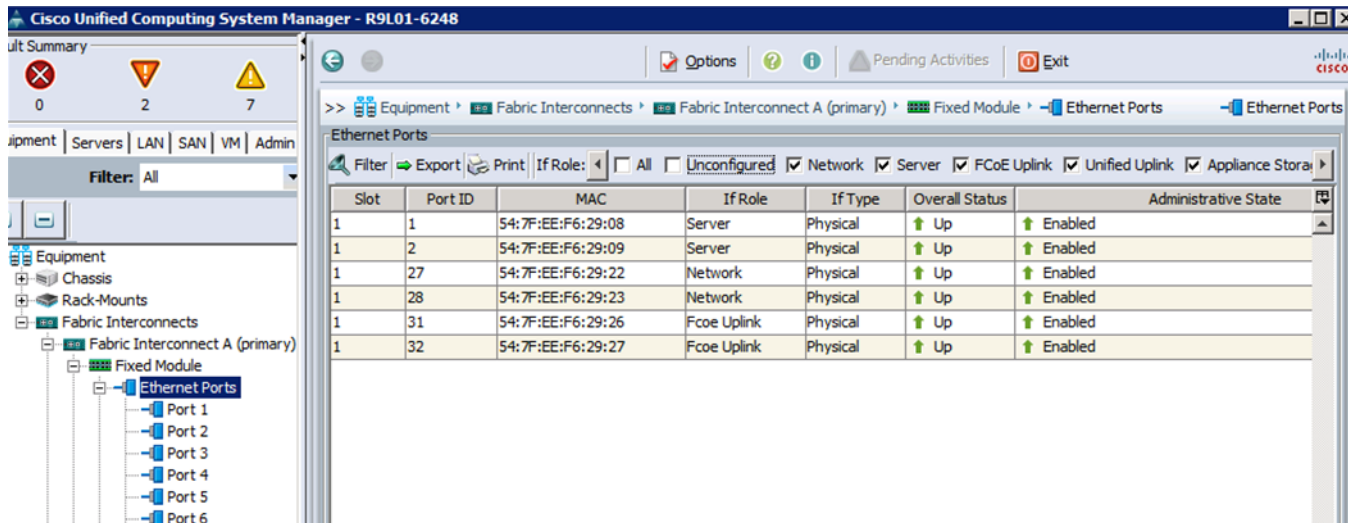 Cisco Unified Computing System Manager - R9L01-6248
ult Summary
0 2 7
Options Pending Activities Exit
CISCO
>> Equipment Fabric Interconnects Fabric Interconnect A (primary) Fixed Module Ethernet Ports Ethernet Ports
uipment Servers LAN SAN VM Admin
Filter: All
Equipment
Chassis
Rack-Mounts
Fabric Interconnects
Fabric Interconnect A (primary)
Fixed Module
Ethernet Ports
Port 1
Port 2
Port 3
Port 4
Port 5
Port 6
Ethernet Ports
Filter Export Print If Role: All Unconfigured Network Server FCoE Uplink Unified Uplink Appliance Stora
Slot Port ID MAC If Role If Type Overall Status Administrative State
1 1 54:7F:EE:F6:29:08 Server Physical Up Enabled
1 2 54:7F:EE:F6:29:09 Server Physical Up Enabled
1 27 54:7F:EE:F6:29:22 Network Physical Up Enabled
1 28 54:7F:EE:F6:29:23 Network Physical Up Enabled
1 31 54:7F:EE:F6:29:26 Fcoe Uplink Physical Up Enabled
1 32 54:7F:EE:F6:29:27 Fcoe Uplink Physical Up Enabled